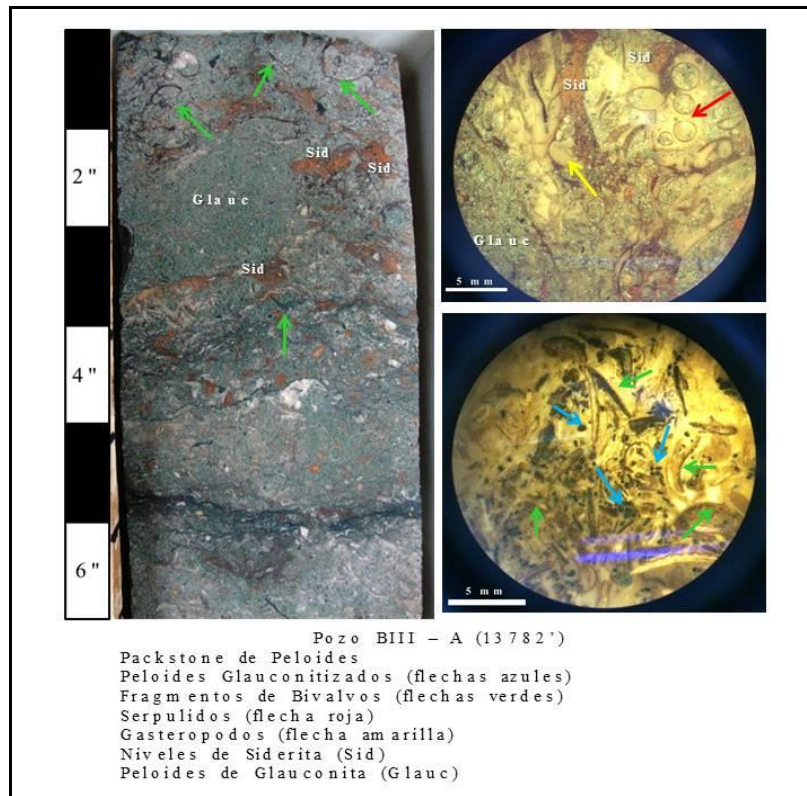 2"
4"
6"
Sid
Sid
Glauc
Sid
Sid
Sid
Glauc
5 mm
5 mm
Pozo BIII – A (13782’)
Packstone de Peloides
Peloides Glauconitizados (flechas azules)
Fragmentos de Bivalvos (flechas verdes)
Serpulidos (flecha roja)
Gasteropodos (flecha amarilla)
Niveles de Siderita (Sid)
Peloides de Glauconita (Glauc)